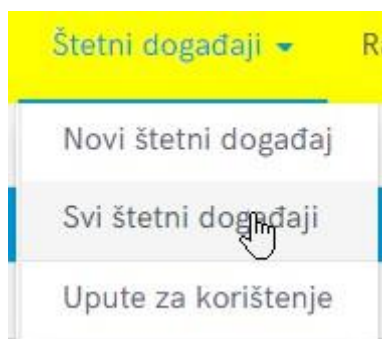 Štetni događaji R
Novi štetni događaj
Svi štetni događaji
Upute za korištenje